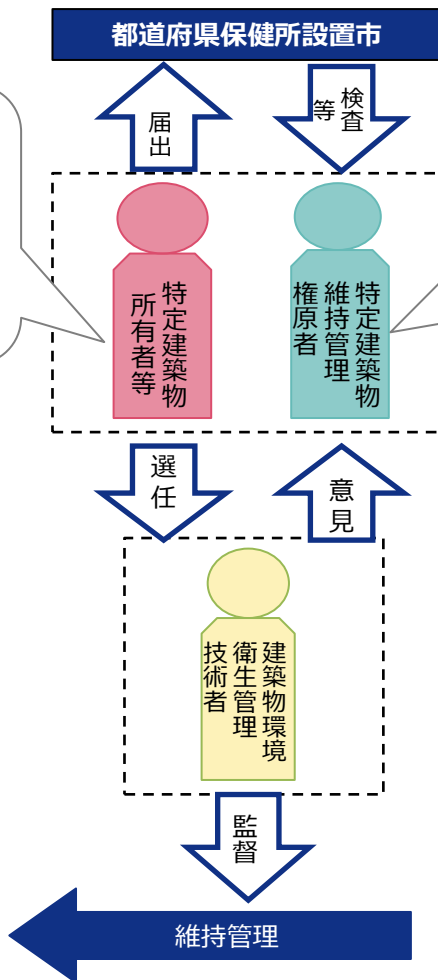 都道府県保健所設置市
届出
検査
等
特定建築物
所有者等
特定建築物
維持管理
権原者
選任
意見
建築物環境
衛生管理
技術者
監督
維持管理